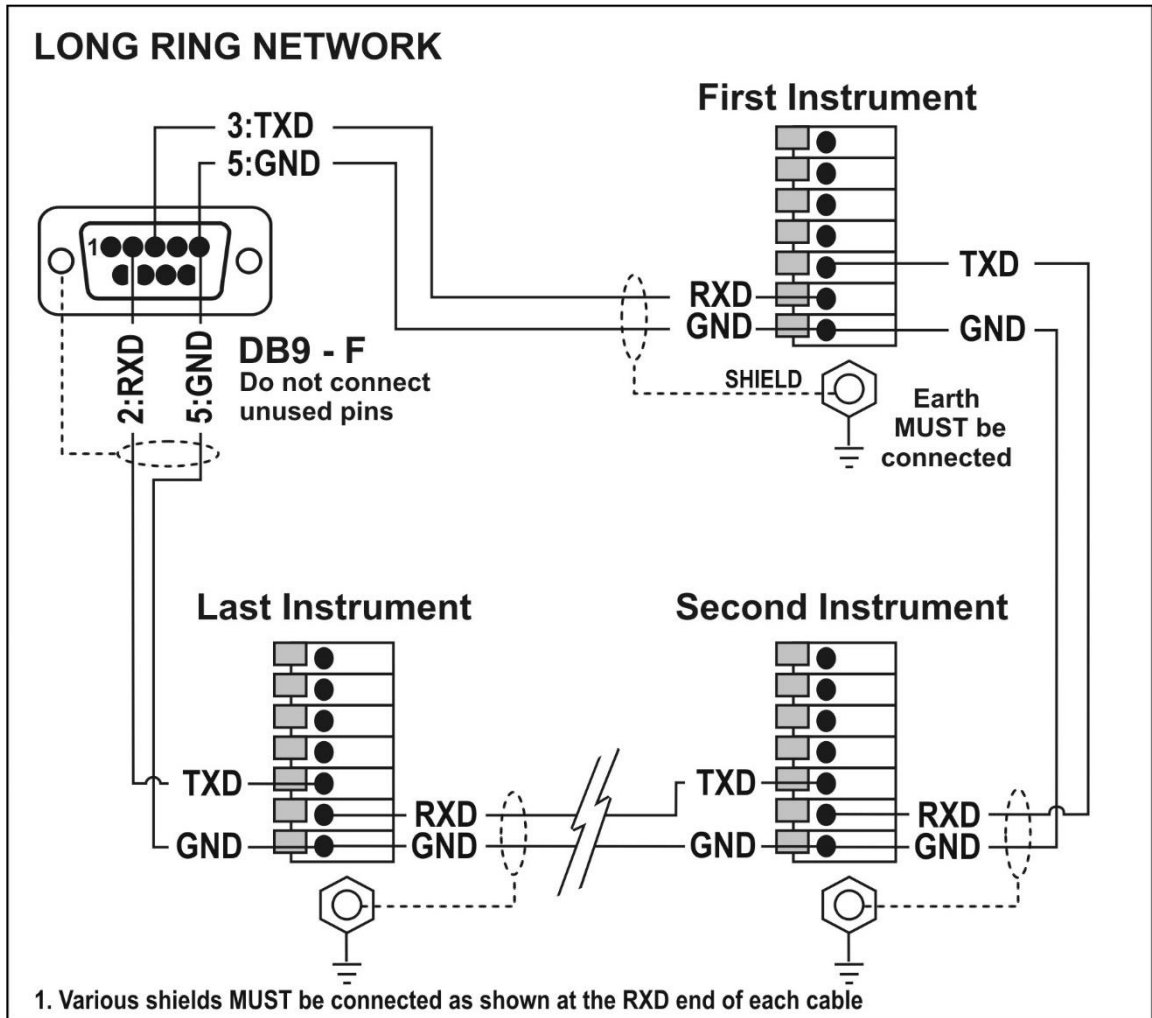 LONG RING NETWORK
First Instrument
3:TXD
5:GND
1
TXD
RXD
GND
GND
2:RXD
5:GND
DB9 - F
Do not connect
unused pins
SHIELD
Earth
MUST be
connected
Last Instrument
Second Instrument
TXD
RXD
GND
GND
TXD
RXD
GND
GND
1. Various shields MUST be connected as shown at the RXD end of each cable